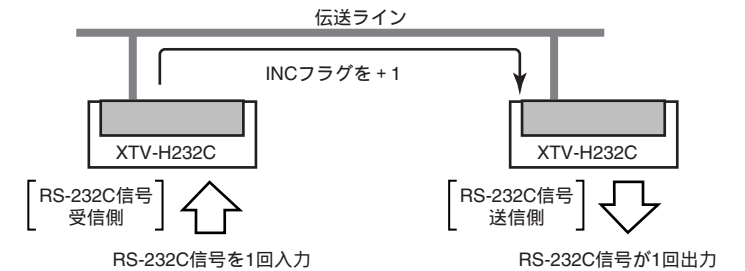 伝送ライン
INCフラグを+1
XTV-H232C
XTV-H232C
RS-232C信号
受信側
RS-232C信号
送信側
RS-232C信号を1回入力
RS-232C信号が1回出力